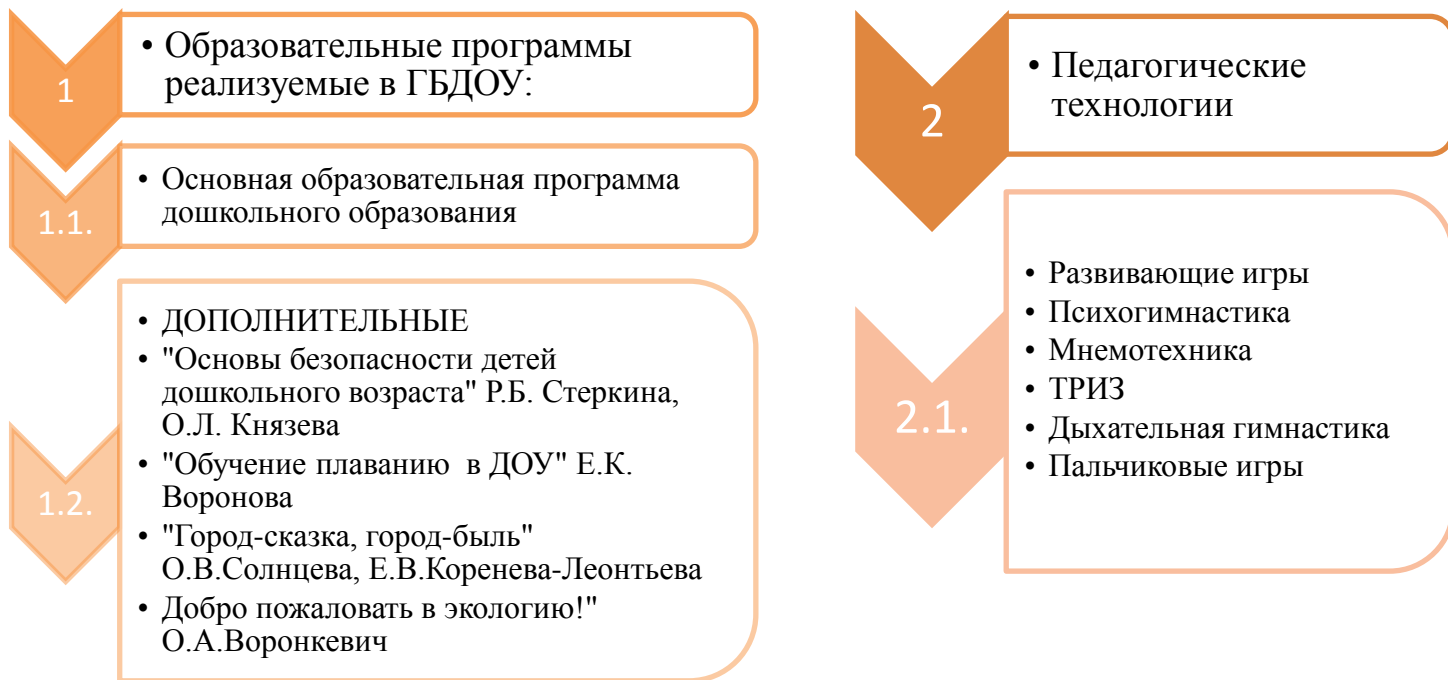 1
• Образовательные программы
реализуемые в ГБДОУ:
1.1.
• Основная образовательная программа
дошкольного образования
1.2.
• ДОПОЛНИТЕЛЬНЫЕ
• "Основы безопасности детей
дошкольного возраста" Р.Б. Стеркина,
О.Л. Князева
• "Обучение плаванию  в ДОУ" Е.К.
Воронова
• "Город-сказка, город-быль"
О.В.Солнцева, Е.В.Коренева-Леонтьева
• Добро пожаловать в экологию!"
О.А.Воронкевич
2
• Педагогические
технологии
2.1.
• Развивающие игры
• Психогимнастика
• Мнемотехника
• ТРИЗ
• Дыхательная гимнастика
• Пальчиковые игры